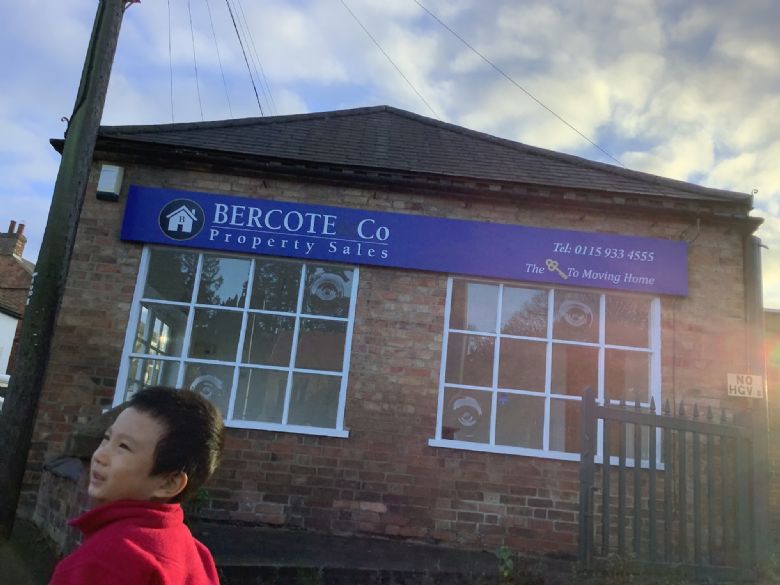 BERCOTE & Co
Property Sales
B
Tel: 0115 933 4555
The To Moving Home
NO
HGV s